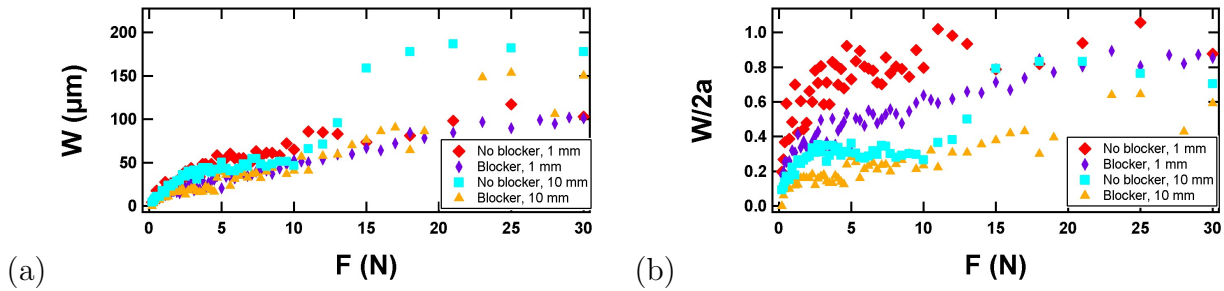 200
150
100
50
0
W (µm)
0 5 10 15 20 25 30
F (N)
No blocker, 1 mm
Blocker, 1 mm
No blocker, 10 mm
Blocker, 10 mm
(a)
1.0
0.8
0.6
0.4
0.2
0.0
W/2a
0 5 10 15 20 25 30
F (N)
No blocker, 1 mm
Blocker, 1 mm
No blocker, 10 mm
Blocker, 10 mm
(b)